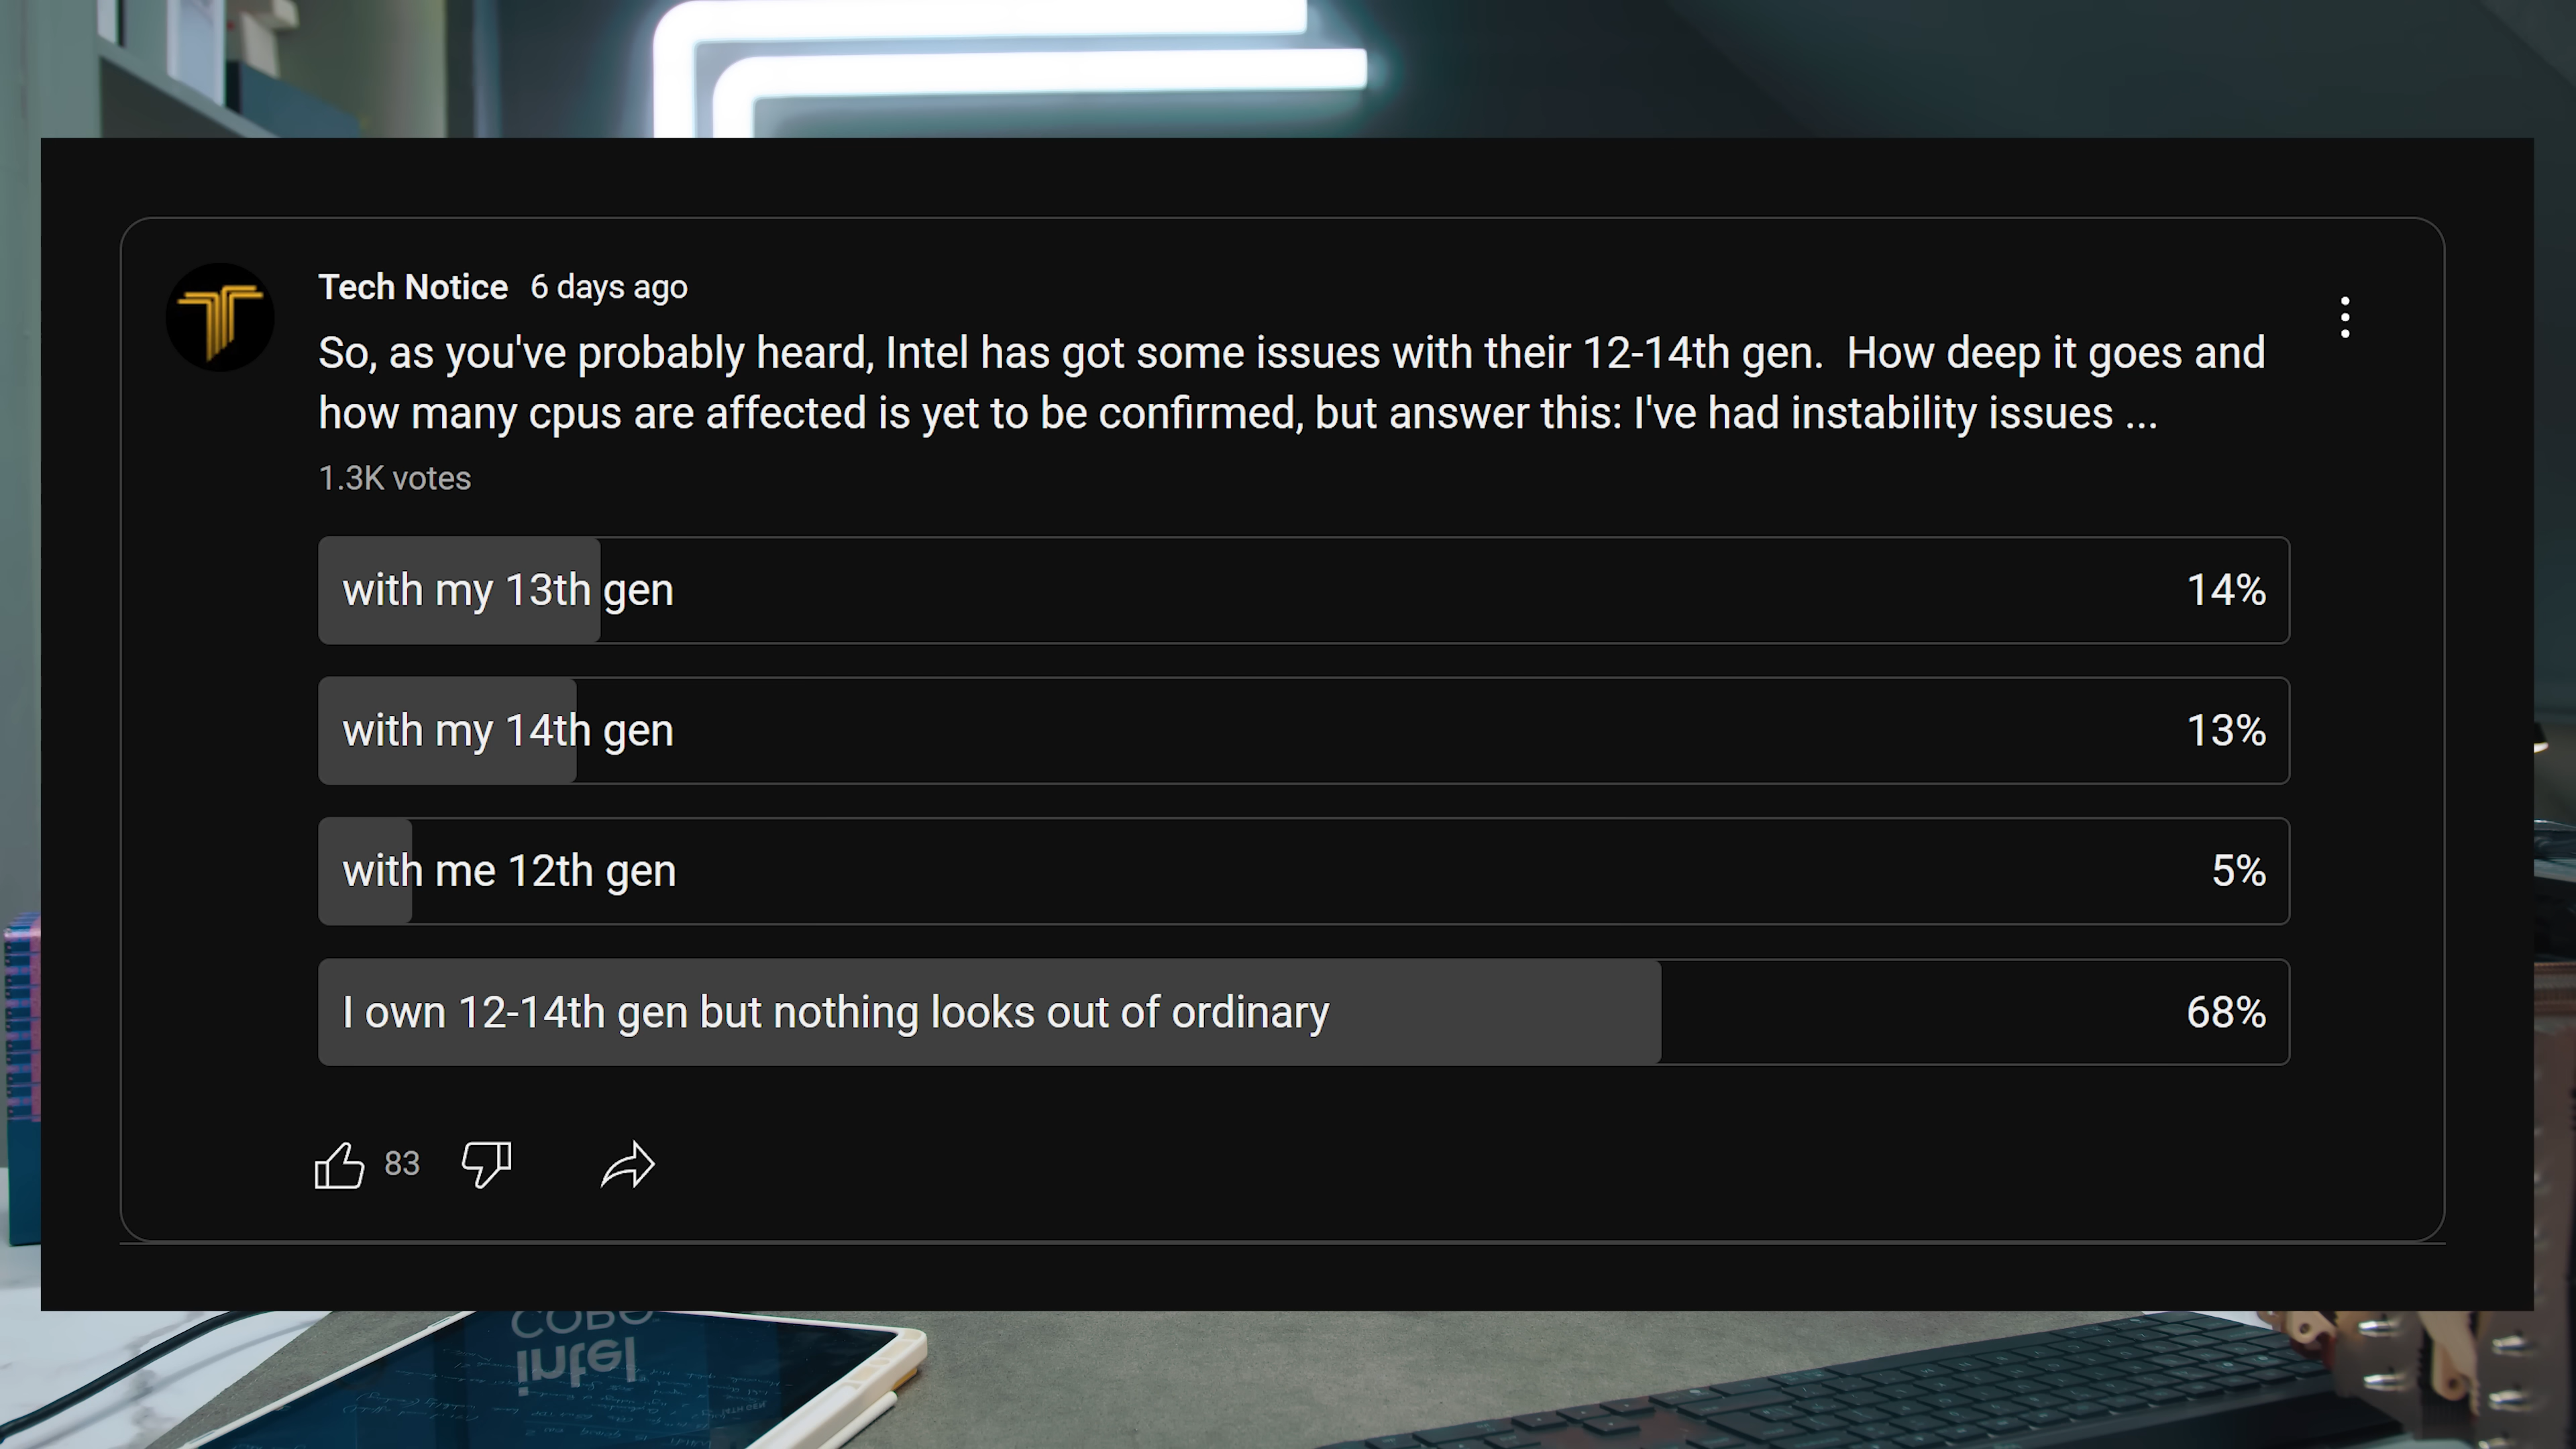 Tech Notice 6 days ago
So, as you've probably heard, Intel has got some issues with their 12-14th gen.  How deep it goes and
how many cpus are affected is yet to be confirmed, but answer this: I've had instability issues ...
1.3K votes
with my 13th gen 14%
with my 14th gen 13%
with me 12th gen 5%
I own 12-14th gen but nothing looks out of ordinary 68%
83
intel